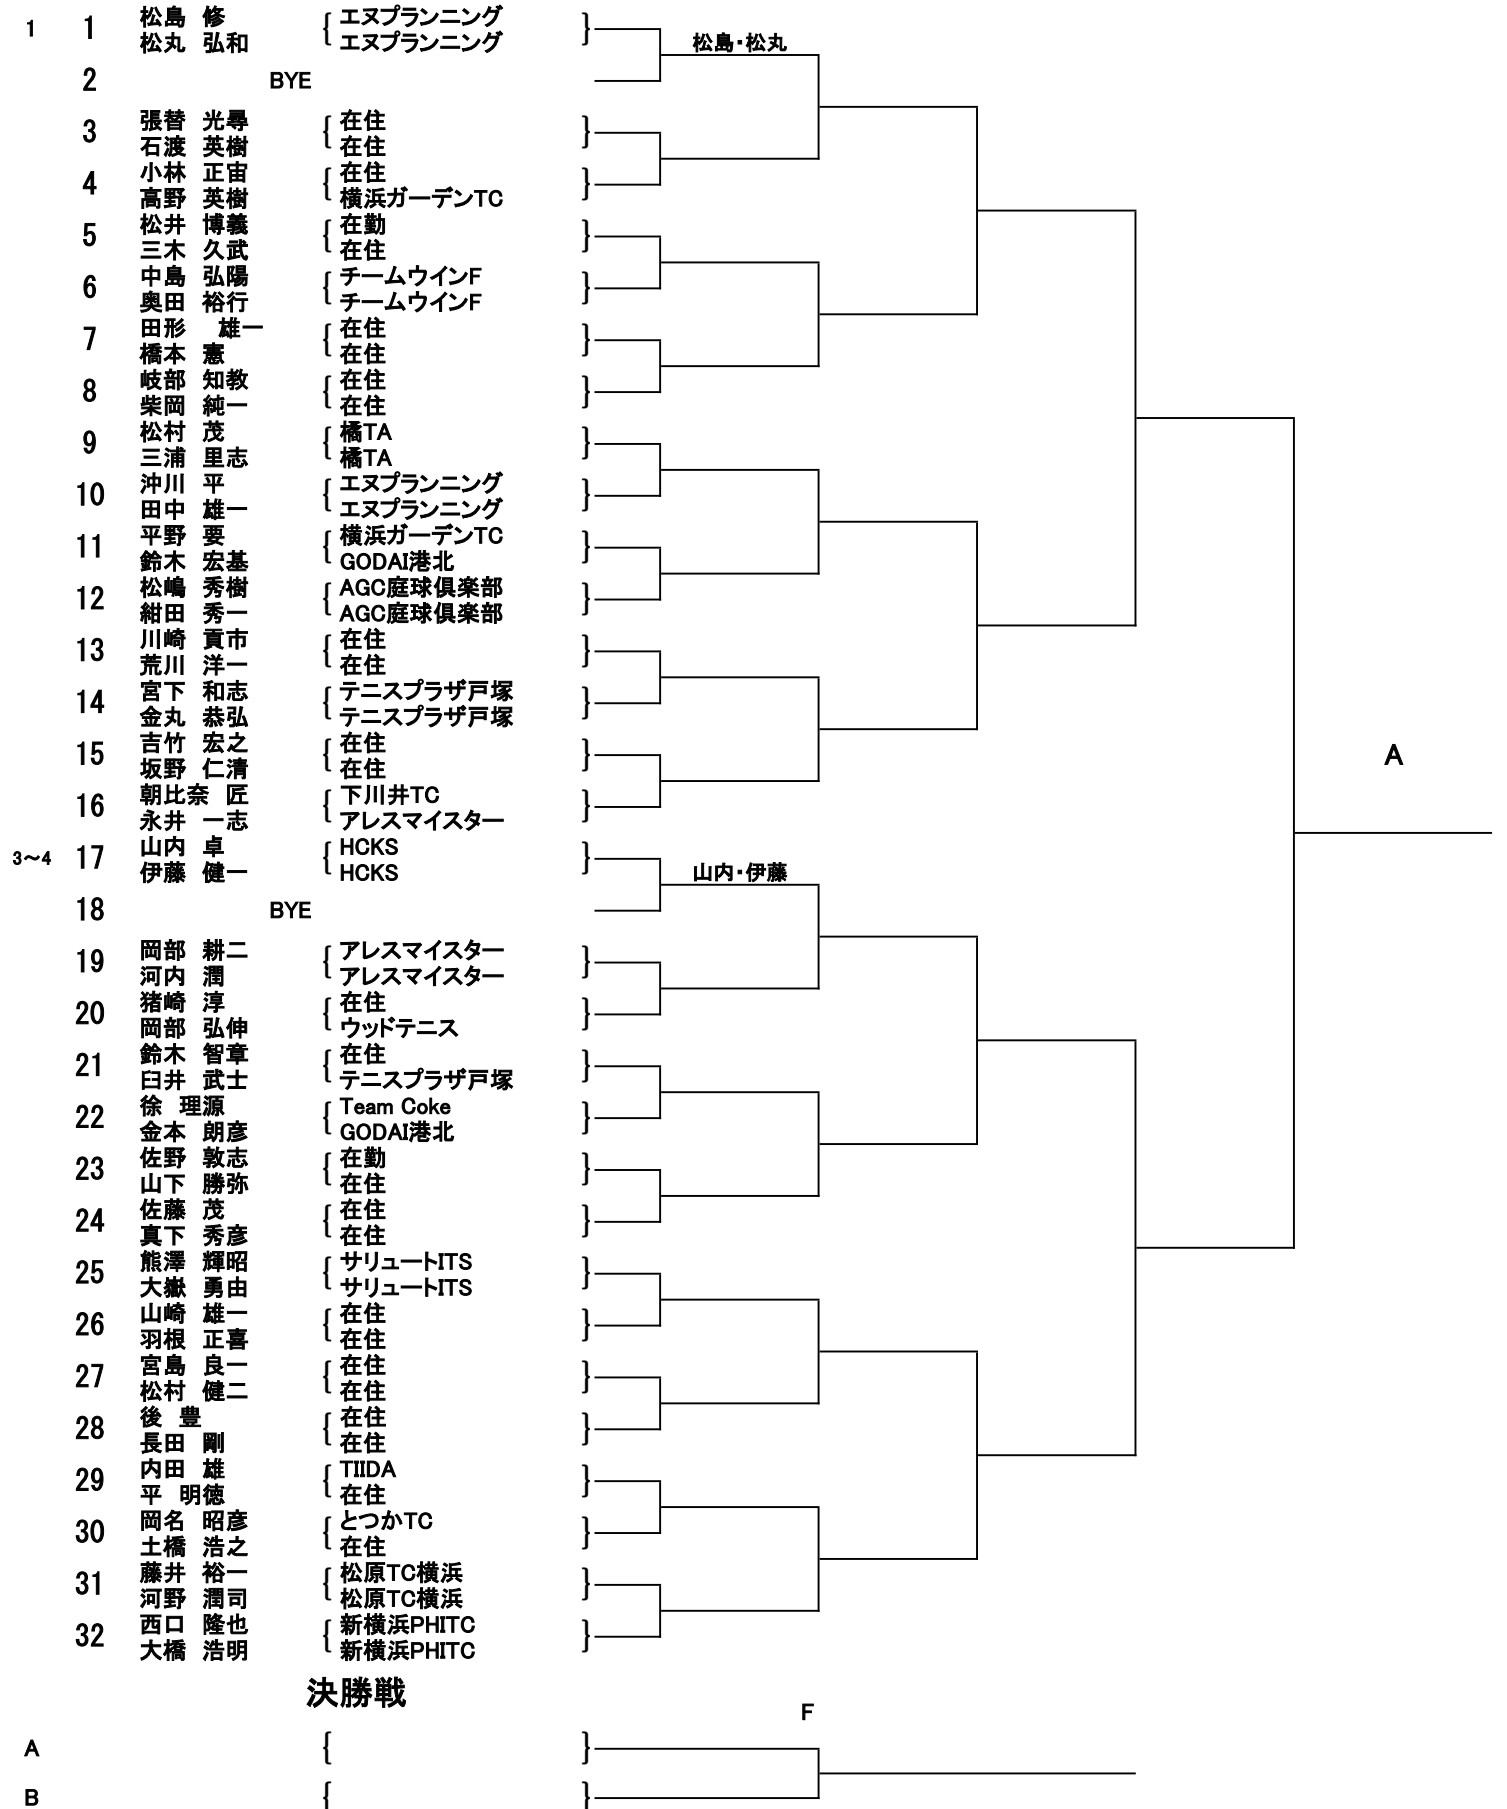 1 1 松島 修 エヌプランニング
松丸 弘和 エヌプランニング
松島・松丸
2 BYE
3 張替 光尋 在住
石渡 英樹 在住
4 小林 正宙 在住
高野 英樹 横浜ガーデンTC
5 松井 博義 在勤
三木 久武 在住
6 中島 弘陽 チームウインF
奥田 裕行 チームウインF
7 田形 雄一 在住
橋本 憲 在住
8 岐部 知教 在住
柴岡 純一 在住
9 松村 茂 橘TA
三浦 里志 橘TA
10 沖川 平 エヌプランニング
田中 雄一 エヌプランニング
11 平野 要 横浜ガーデンTC
鈴木 宏基 GODAI港北
12 松嶋 秀樹 AGC庭球倶楽部
紺田 秀一 AGC庭球倶楽部
13 川崎 貢市 在住
荒川 洋一 在住
14 宮下 和志 テニスプラザ戸塚
金丸 恭弘 テニスプラザ戸塚
15 吉竹 宏之 在住
坂野 仁清 在住
A
16 朝比奈 匠 下川井TC
永井 一志 アレスマイスター
3～4 17 山内 卓 HCKS
伊藤 健一 HCKS
山内・伊藤
18 BYE
19 岡部 耕二 アレスマイスター
河内 潤 アレスマイスター
20 猪崎 淳 在住
岡部 弘伸 ウッドテニス
21 鈴木 智章 在住
臼井 武士 テニスプラザ戸塚
22 徐 理源 Team Coke
金本 朗彦 GODAI港北
23 佐野 敦志 在勤
山下 勝弥 在住
24 佐藤 茂 在住
真下 秀彦 在住
25 熊澤 輝昭 サリュートITS
大嶽 勇由 サリュートITS
26 山崎 雄一 在住
羽根 正喜 在住
27 宮島 良一 在住
松村 健二 在住
28 後 豊 在住
長田 剛 在住
29 内田 雄 TIIDA
平 明徳 在住
30 岡名 昭彦 とつかTC
土橋 浩之 在住
31 藤井 裕一 松原TC横浜
河野 潤司 松原TC横浜
32 西口 隆也 新横浜PHITC
大橋 浩明 新横浜PHITC
決勝戦
F
A
B